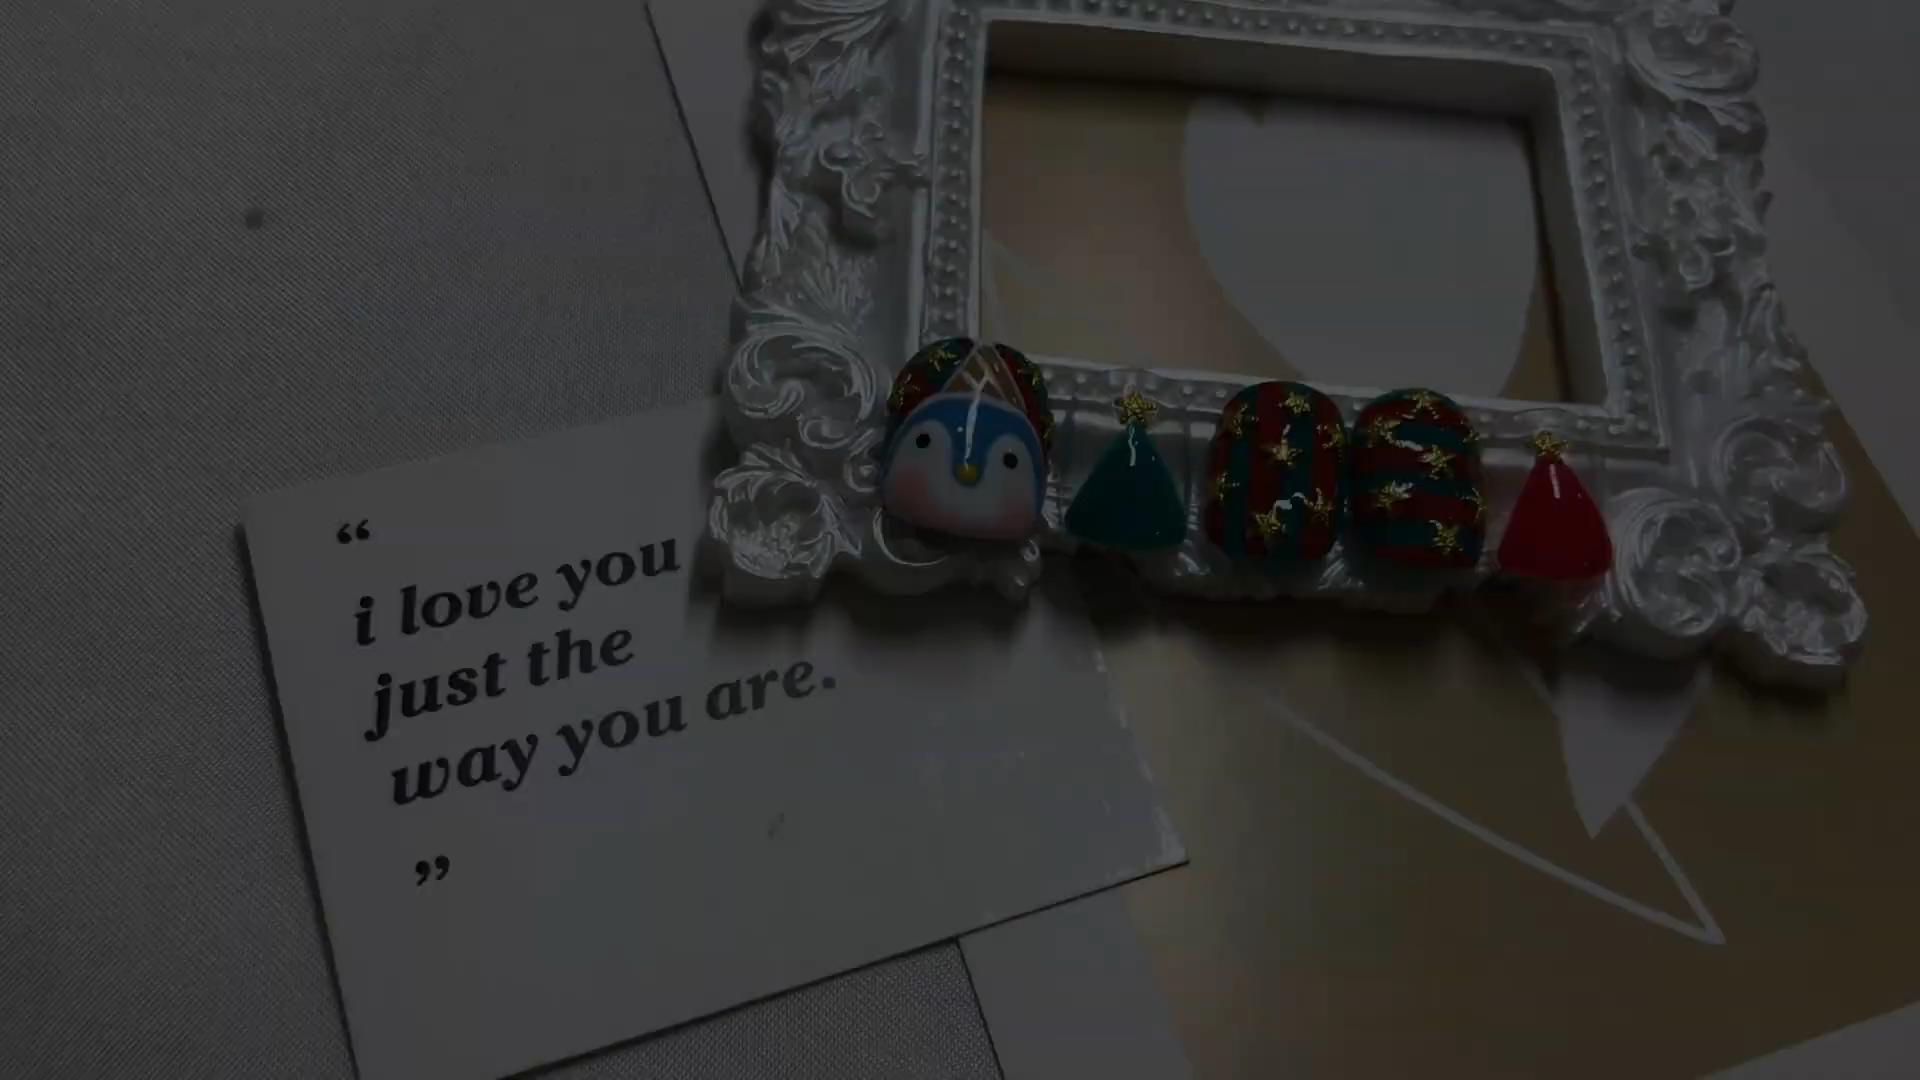 “
i love you
just the
way you are.
”